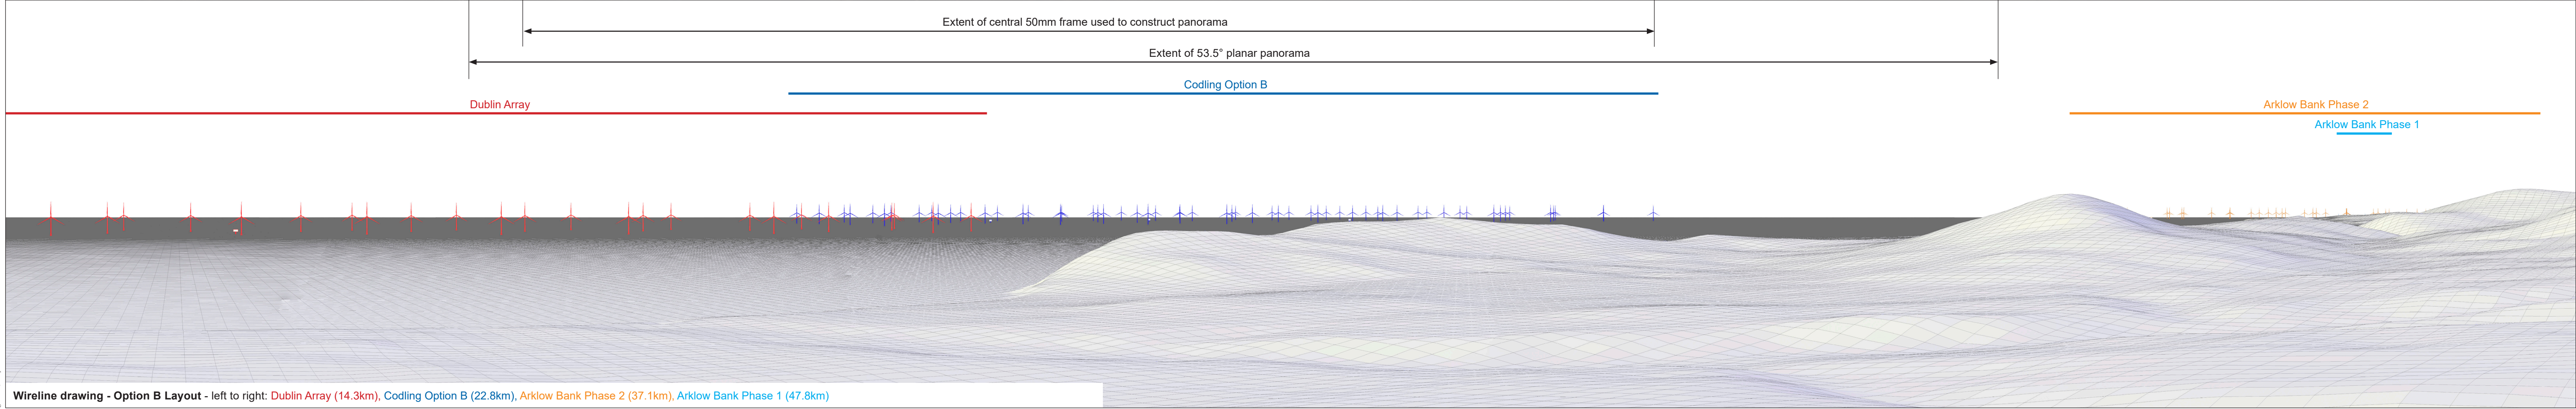 Extent of central 50mm frame used to construct panorama
Extent of 53.5° planar panorama
Codling Option B
Dublin Array
Arklow Bank Phase 2
Arklow Bank Phase 1
Wireline drawing - Option B Layout - left to right: Dublin Array (14.3km), Codling Option B (22.8km), Arklow Bank Phase 2 (37.1km), Arklow Bank Phase 1 (47.8km)